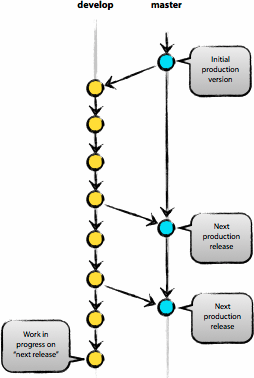 develop master
Initial
production
version
Next
production
release
Next
production
release
Work in
progress on
“next release”